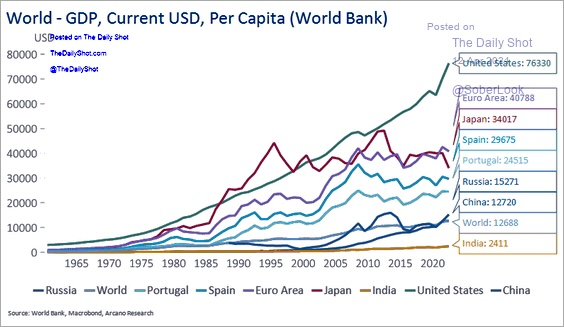 World - GDP, Current USD, Per Capita (World Bank)
USD
Posted on The Daily Shot
TheDailyShot.com
@TheDailyShot
Posted on
The Daily Shot
@SoberLook
80000
70000
60000
50000
40000
30000
20000
10000
0
United States: 76330
Euro Area: 40788
Japan: 34017
Spain: 29675
Portugal: 24515
Russia: 15271
China: 12720
World: 12688
India: 2411
1965 1970 1975 1980 1985 1990 1995 2000 2005 2010 2015 2020
Russia World Portugal Spain Euro Area Japan India United States China
Source: World Bank, Macrobond, Arcano Research